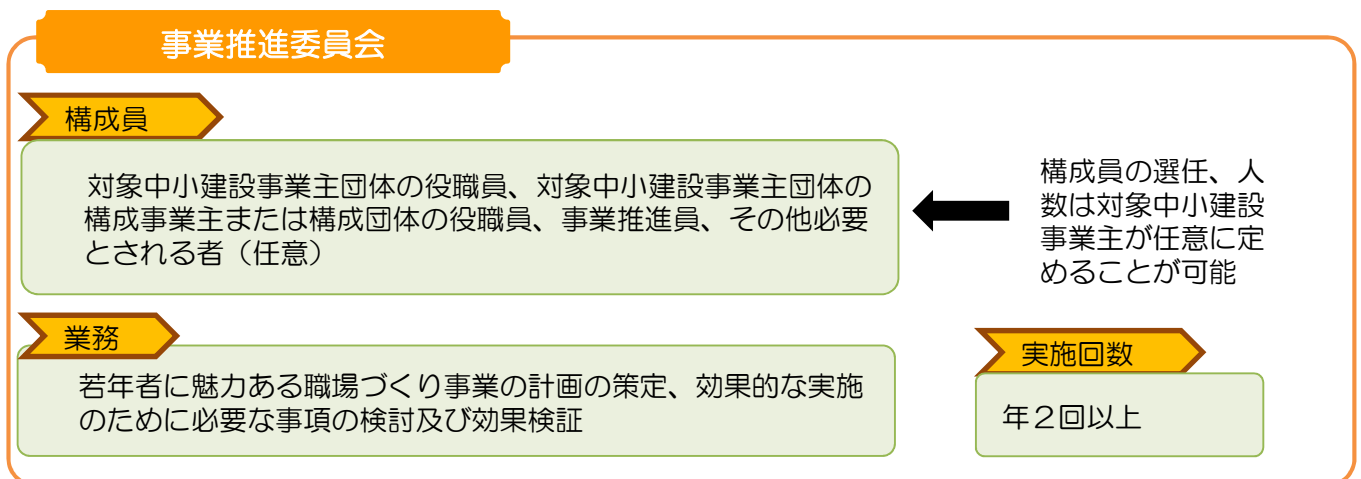 事業推進委員会
構成員
対象中小建設事業主団体の役職員、対象中小建設事業主団体の
構成事業主または構成団体の役職員、事業推進員、その他必要
とされる者（任意）
構成員の選任、人
数は対象中小建設
事業主が任意に定
めることが可能
業務
若年者に魅力ある職場づくり事業の計画の策定、効果的な実施
のために必要な事項の検討及び効果検証
実施回数
年２回以上